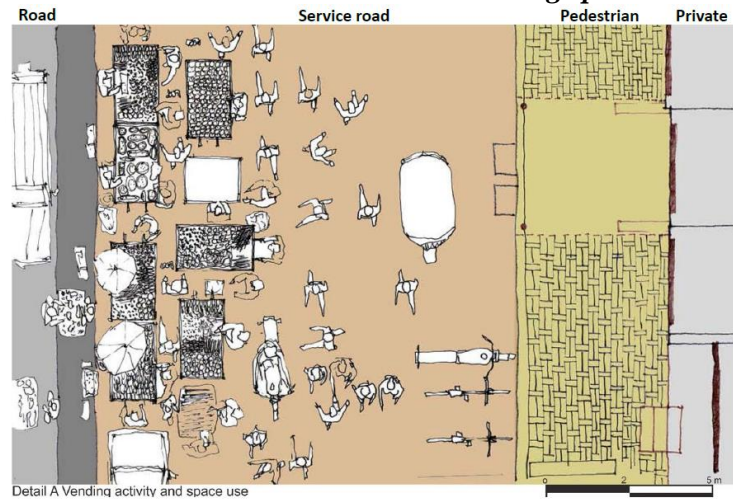 Road Service road Pedestrian Private
0 2 5 m
Detail A Vending activity and space use